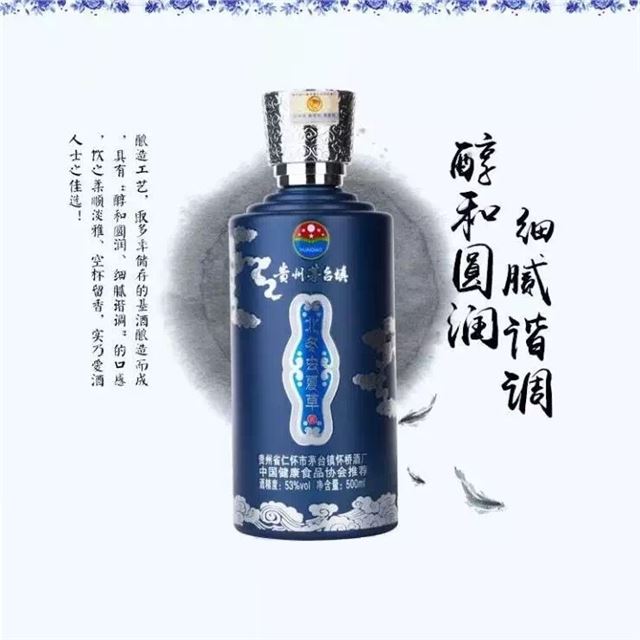 醇和圆润
细腻谐调
HUAIQIAO
贵州茅台镇
北冬虫夏草
贵州省仁怀市茅台镇怀桥酒厂
中国健康食品协会推荐
酒精度：53%vol 净含量：500ml
酿造工艺，取多年储存的基酒酿造而成
，具有“醇和圆润、细腻谐调”的口感
，饮之柔顺淡雅、空杯留香，实乃爱酒
人士之佳选！